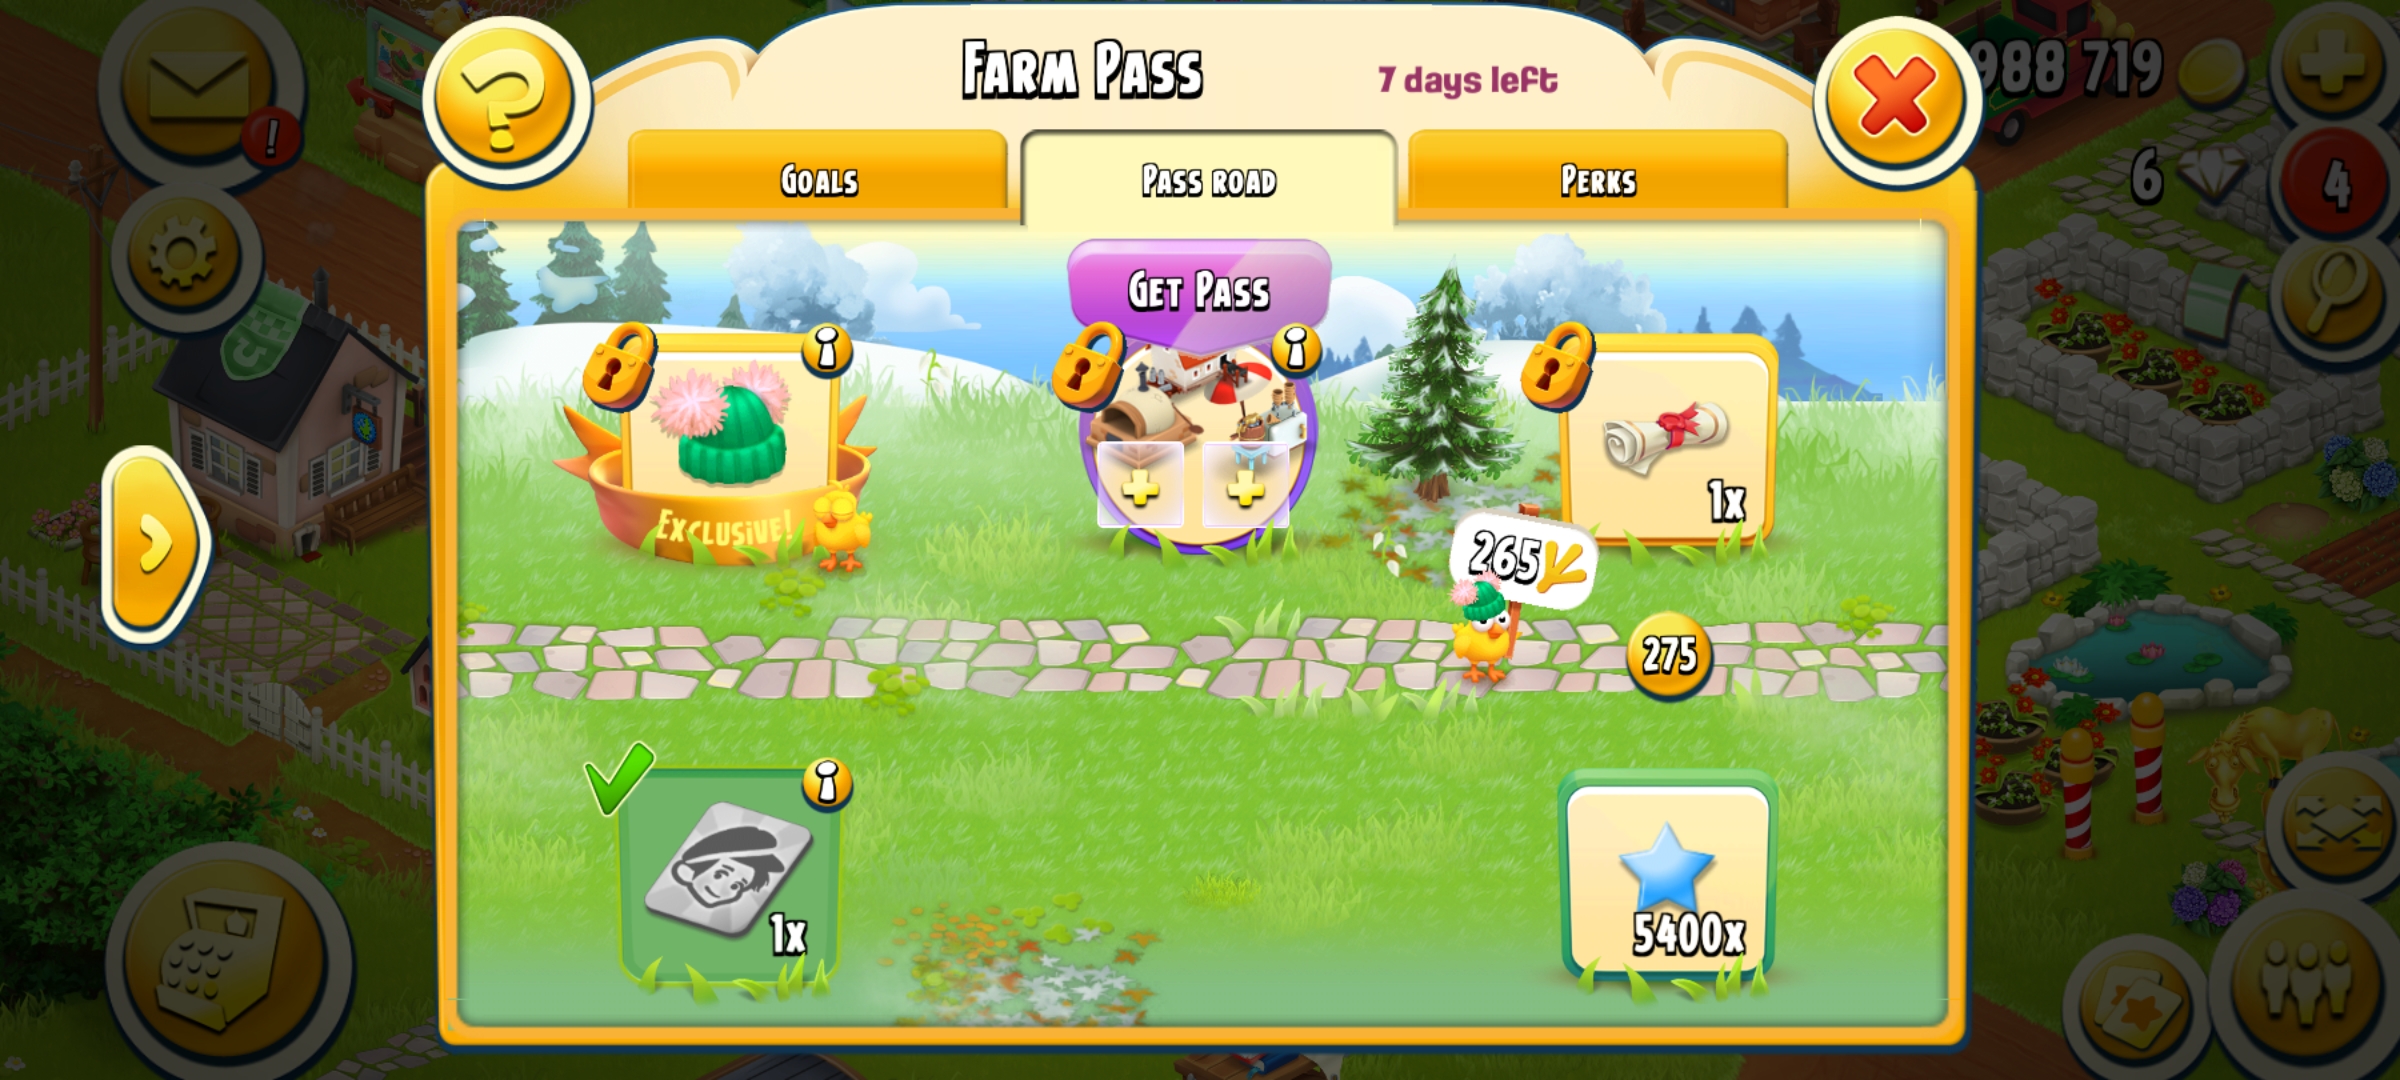 FARM PASS
7 days left
988 719
GOALS
PASS ROAD
PERKS
6
4
GET PASS
EXCLUSIVE!
1x
265
275
1x
5400x